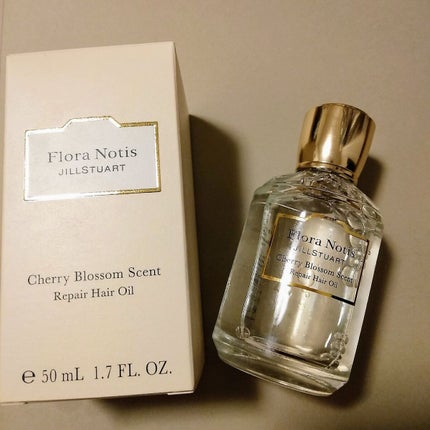 Flora Notis
JILLSTUART
Cherry Blossom Scent
Repair Hair Oil
℮ 50 mL 1.7 FL. OZ.
Flora Notis
JILLSTUART
Cherry Blossom Scent
Repair Hair Oil